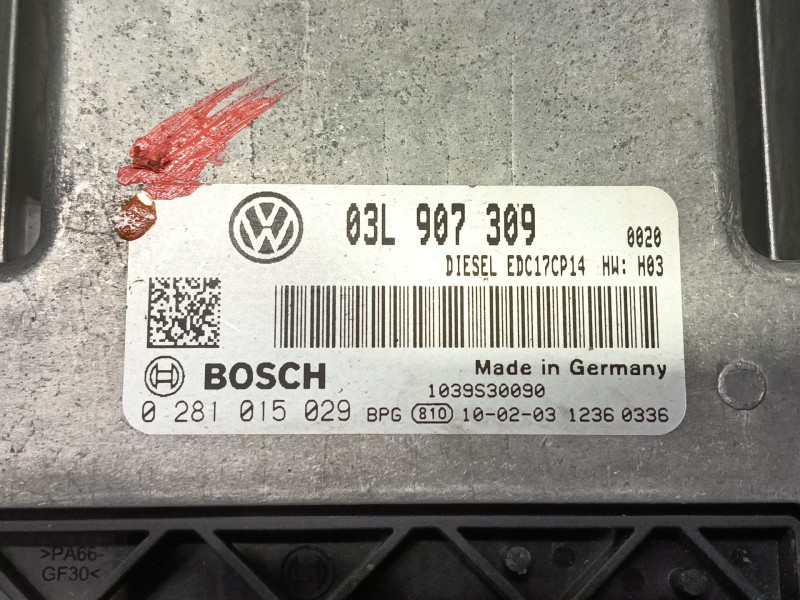 03L 907 309
0020
DIESEL EDC17CP14 HW: H03
BOSCH
Made in Germany
1039S30090
0 281 015 029 BPG 810 10-02-03 1236 0336
>PA66-
GF30<